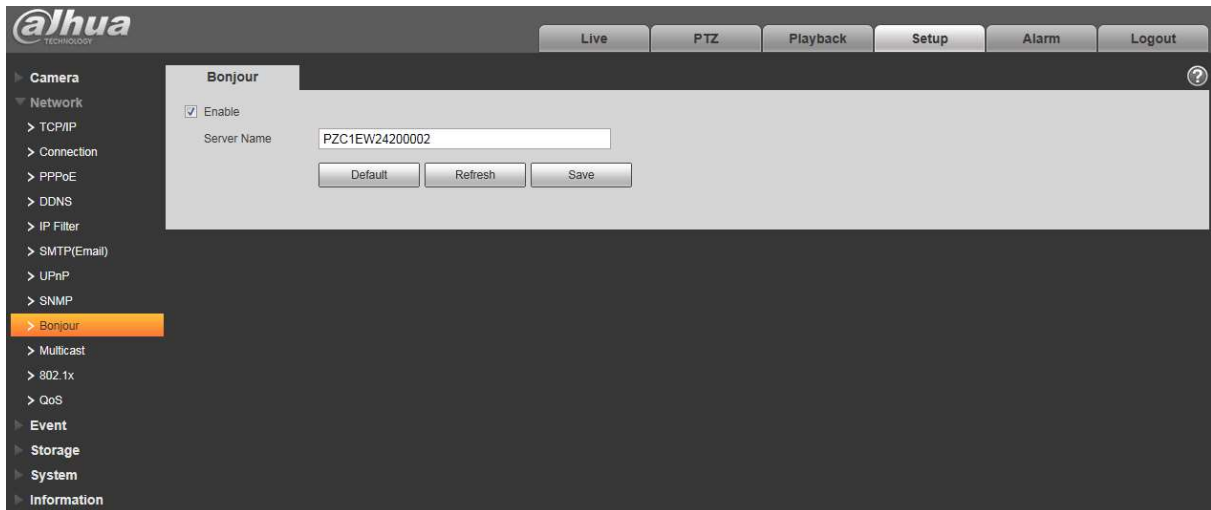 alhua
TECHNOLOGY
Live PTZ Playback Setup Alarm Logout
Camera
Network
> TCP/IP
> Connection
> PPPoE
> DDNS
> IP Filter
> SMTP(Email)
> UPnP
> SNMP
> Bonjour
> Multicast
> 802.1x
> QoS
Event
Storage
System
Information
Bonjour
?
Enable
Server Name PZC1EW24200002
Default Refresh Save